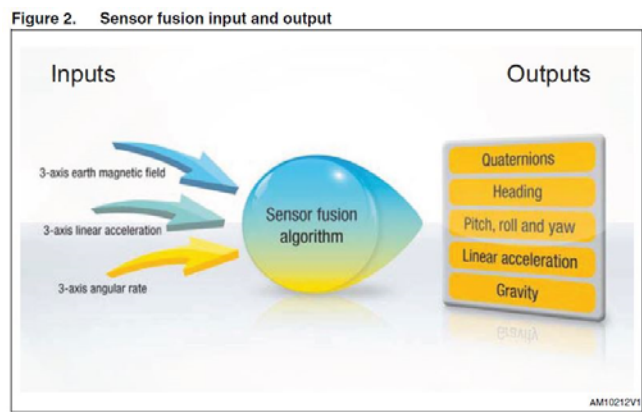 Figure 2. Sensor fusion input and output
Inputs
Outputs
3-axis earth magnetic field
3-axis linear acceleration
3-axis angular rate
Sensor fusion
algorithm
Quaternions
Heading
Pitch, roll and yaw
Linear acceleration
Gravity
AM10212V1